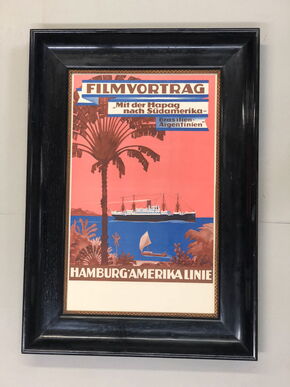 FILMVORTRAG
„Mit der Hapag
nach Südamerika-
Brasilien-
Argentinien"
HAMBURG-AMERIKA LINIE